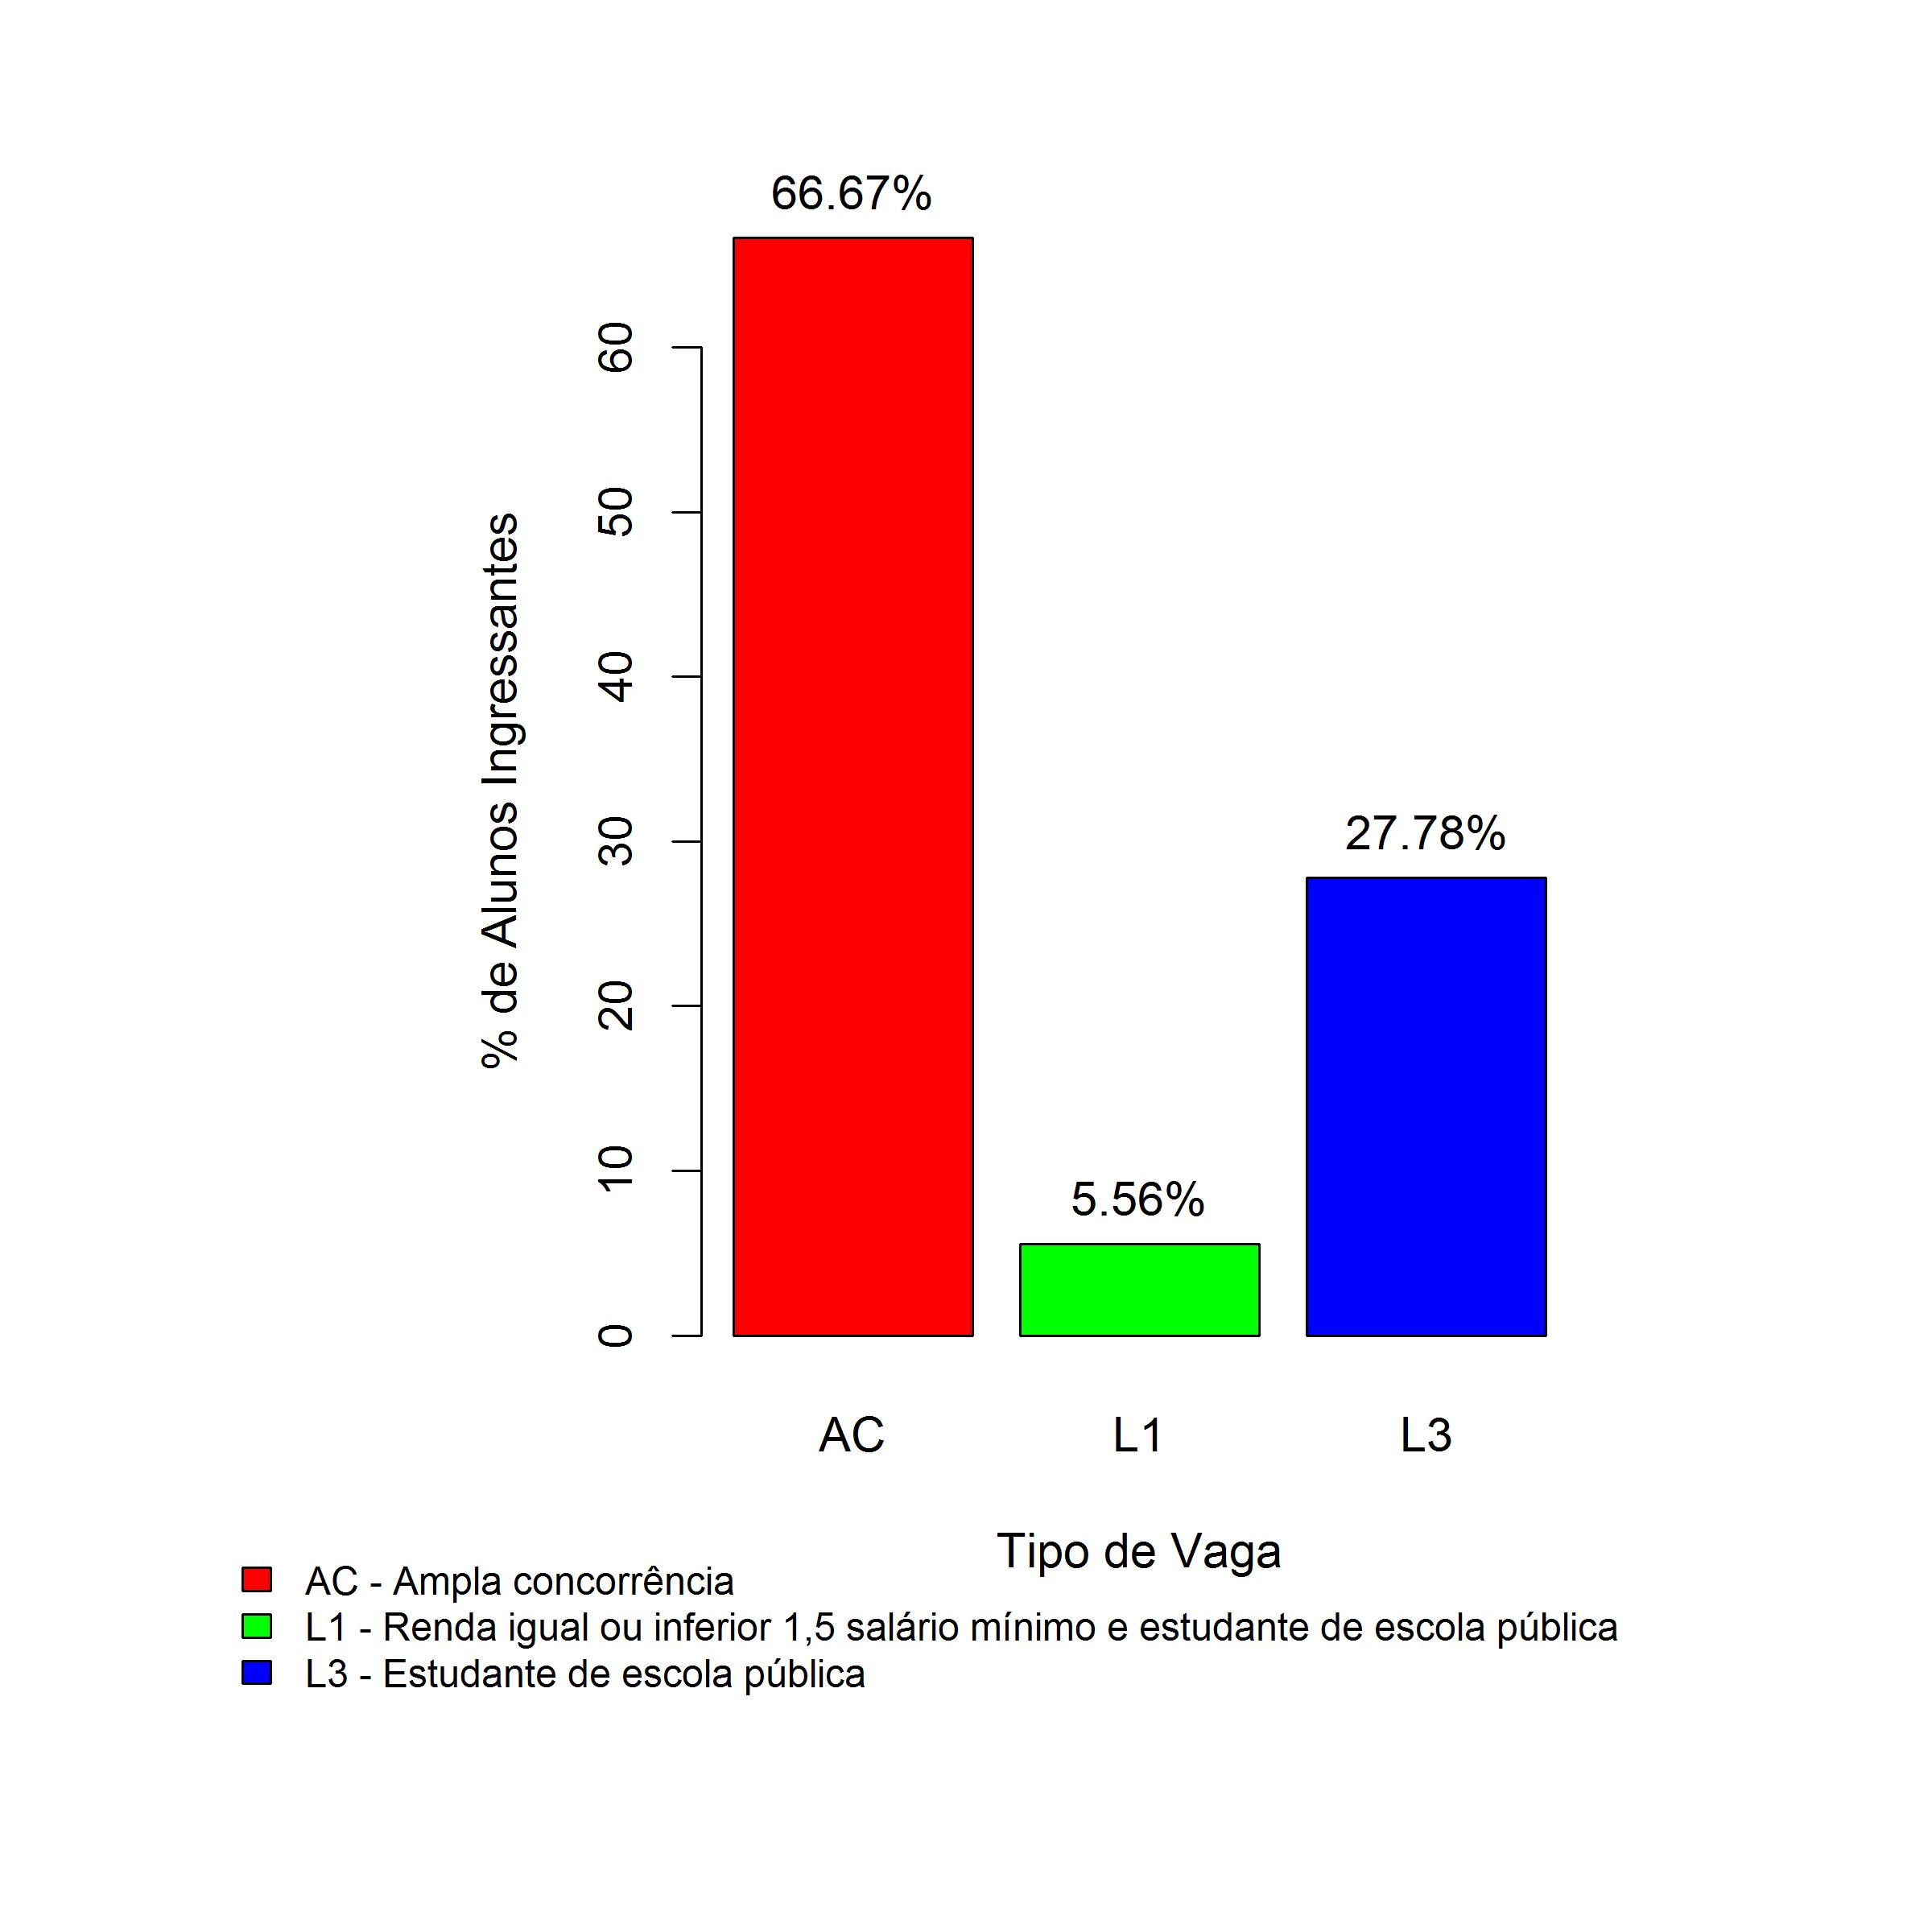 66.67%
60
50
40
30
20
10
0
% de Alunos Ingressantes
27.78%
5.56%
AC
L1
L3
Tipo de Vaga
AC - Ampla concorrência
L1 - Renda igual ou inferior 1,5 salário mínimo e estudante de escola pública
L3 - Estudante de escola pública